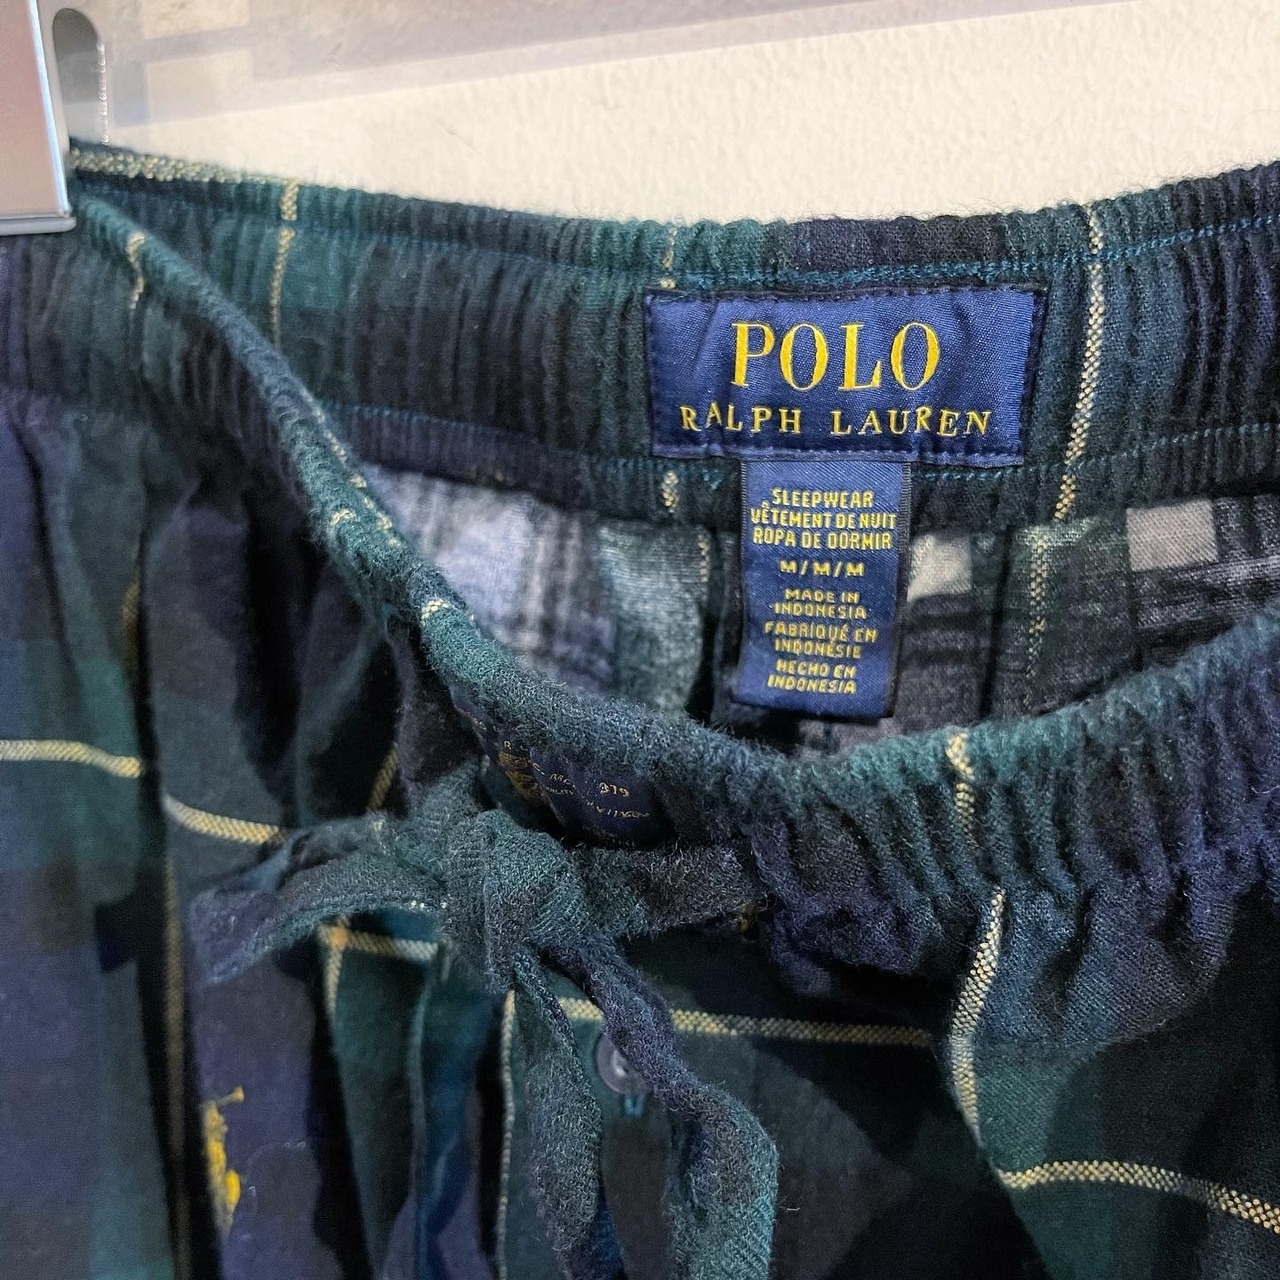 POLO
RALPH LAUREN
SLEEPWEAR
VÊTEMENT DE NUIT
ROPA DE DORMIR
M/M/M
MADE IN
INDONESIA
FABRIQUÉ EN
INDONÉSIE
HECHO EN
INDONESIA
379